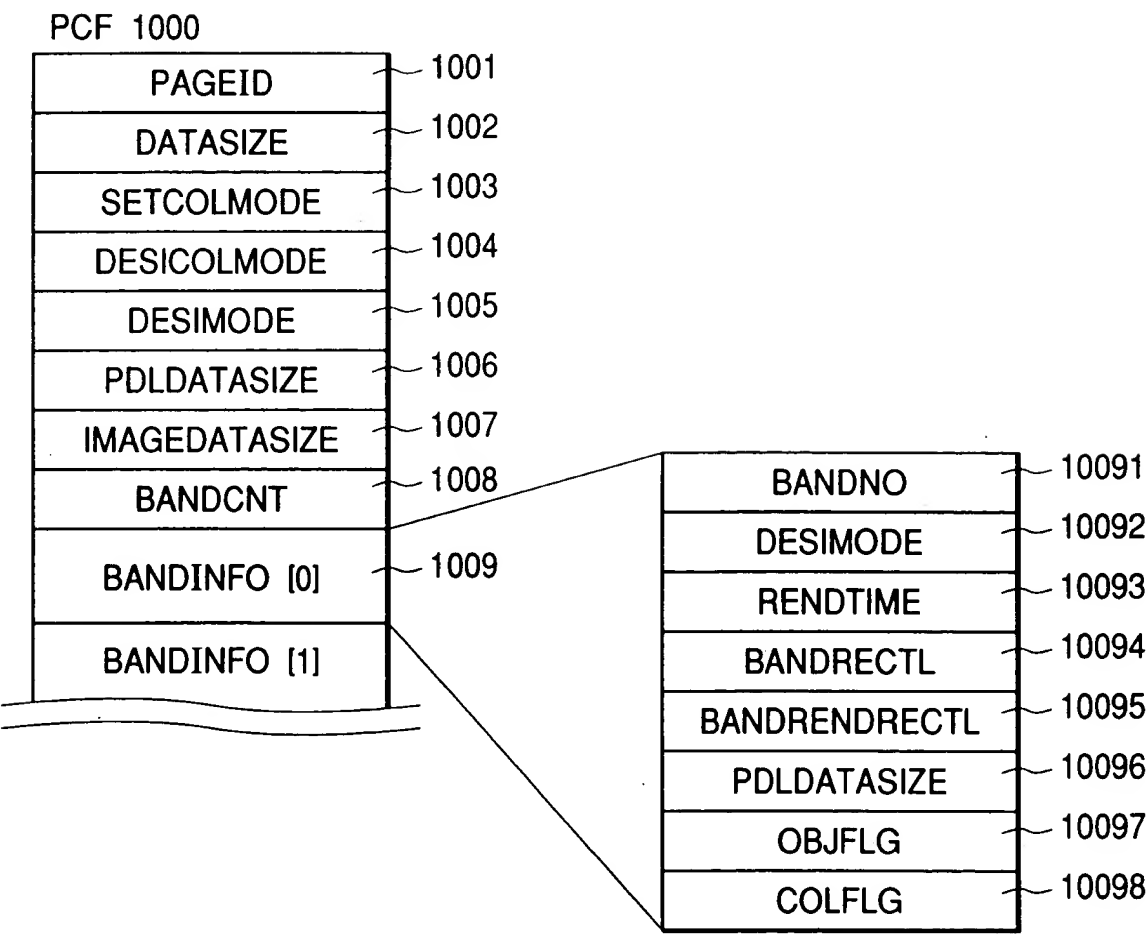 PCF 1000
PAGEID 1001
DATASIZE 1002
SETCOLMODE 1003
DESICOLMODE 1004
DESIMODE 1005
PDLDATASIZE 1006
IMAGEDATASIZE 1007
BANDCNT 1008
BANDINFO [0] 1009
BANDINFO [1]
BANDNO 10091
DESIMODE 10092
RENDTIME 10093
BANDRECTL 10094
BANDRENDRECTL 10095
PDLDATASIZE 10096
OBJFLG 10097
COLFLG 10098